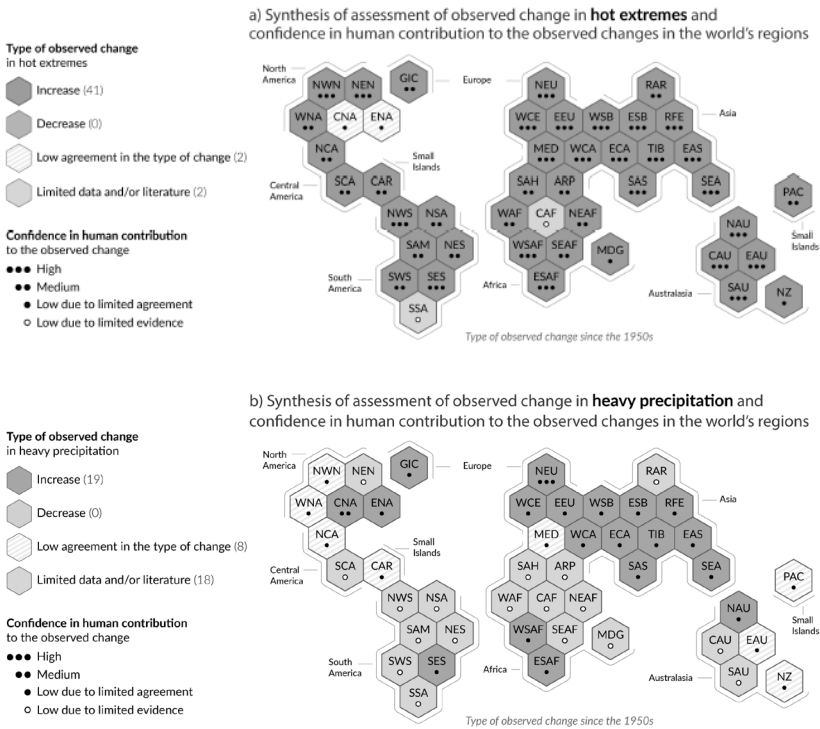 a) Synthesis of assessment of observed change in hot extremes and
confidence in human contribution to the observed changes in the world's regions
Type of observed change
in hot extremes
Increase (41)
Decrease (0)
Low agreement in the type of change (2)
Limited data and/or literature (2)
Confidence in human contribution
to the observed change
High
Medium
Low due to limited agreement
Low due to limited evidence
North
America
GIC
Europe
NWN NEN
NEU
RAR
WNA CNA ENA
WCE EEU WSB ESB RFE
Asia
NCA
MED WCA ECA TIB EAS
Small
Islands
Central
America
SCA CAR
SAH ARP
SAS
SEA
PAC
NWS NSA
WAF CAF NEAF
NAU
Small
Islands
SAM NES
WSAF SEAF MDG
CAU EAU
South
America
SWS SES
Africa
ESAF
Australasia
SAU NZ
SSA
Type of observed change since the 1950s
b) Synthesis of assessment of observed change in heavy precipitation and
confidence in human contribution to the observed changes in the world's regions
Type of observed change
in heavy precipitation
Increase (19)
Decrease (0)
Low agreement in the type of change (8)
Limited data and/or literature (18)
Confidence in human contribution
to the observed change
High
Medium
Low due to limited agreement
Low due to limited evidence
North
America
GIC
Europe
NWN NEN
NEU
RAR
WNA CNA ENA
WCE EEU WSB ESB RFE
Asia
NCA
MED WCA ECA TIB EAS
Small
Islands
Central
America
SCA CAR
SAH ARP
SAS
SEA
PAC
NWS NSA
WAF CAF NEAF
NAU
Small
Islands
SAM NES
WSAF SEAF MDG
CAU EAU
South
America
SWS SES
Africa
ESAF
Australasia
SAU NZ
SSA
Type of observed change since the 1950s